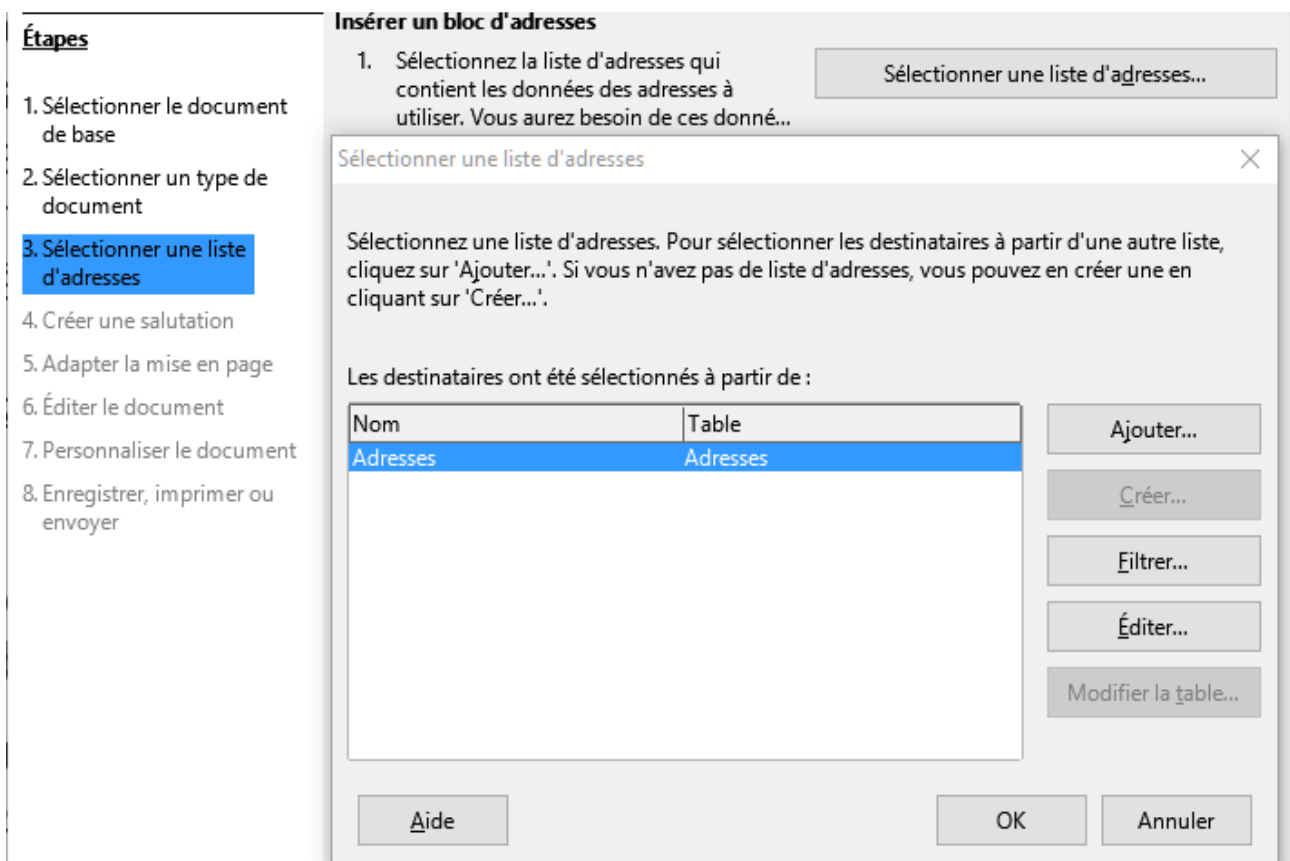 Étapes
1. Sélectionner le document
de base
2. Sélectionner un type de
document
3. Sélectionner une liste
d'adresses
4. Créer une salutation
5. Adapter la mise en page
6. Éditer le document
7. Personnaliser le document
8. Enregistrer, imprimer ou
envoyer
Insérer un bloc d'adresses
1. Sélectionnez la liste d'adresses qui
contient les données des adresses à
utiliser. Vous aurez besoin de ces donné...
Sélectionner une liste d'adresses...
Sélectionner une liste d'adresses
Sélectionnez une liste d'adresses. Pour sélectionner les destinataires à partir d'une autre liste,
cliquez sur 'Ajouter...'. Si vous n'avez pas de liste d'adresses, vous pouvez en créer une en
cliquant sur 'Créer...'.
Les destinataires ont été sélectionnés à partir de :
Nom Table
Adresses Adresses
Ajouter...
Créer...
Filtrer...
Éditer...
Modifier la table...
Aide
OK
Annuler